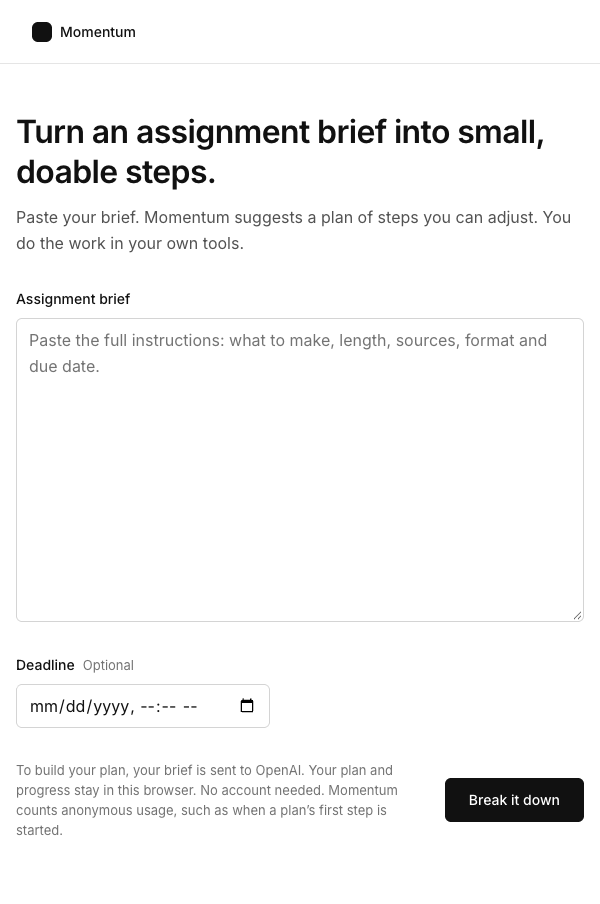 Momentum
Turn an assignment brief into small,
doable steps.
Paste your brief. Momentum suggests a plan of steps you can adjust. You
do the work in your own tools.
Assignment brief
Paste the full instructions: what to make, length, sources, format and
due date.
Deadline Optional
mm/dd/yyyy, --:-- --
To build your plan, your brief is sent to OpenAI. Your plan and
progress stay in this browser. No account needed. Momentum
counts anonymous usage, such as when a plan’s first step is
started.
Break it down